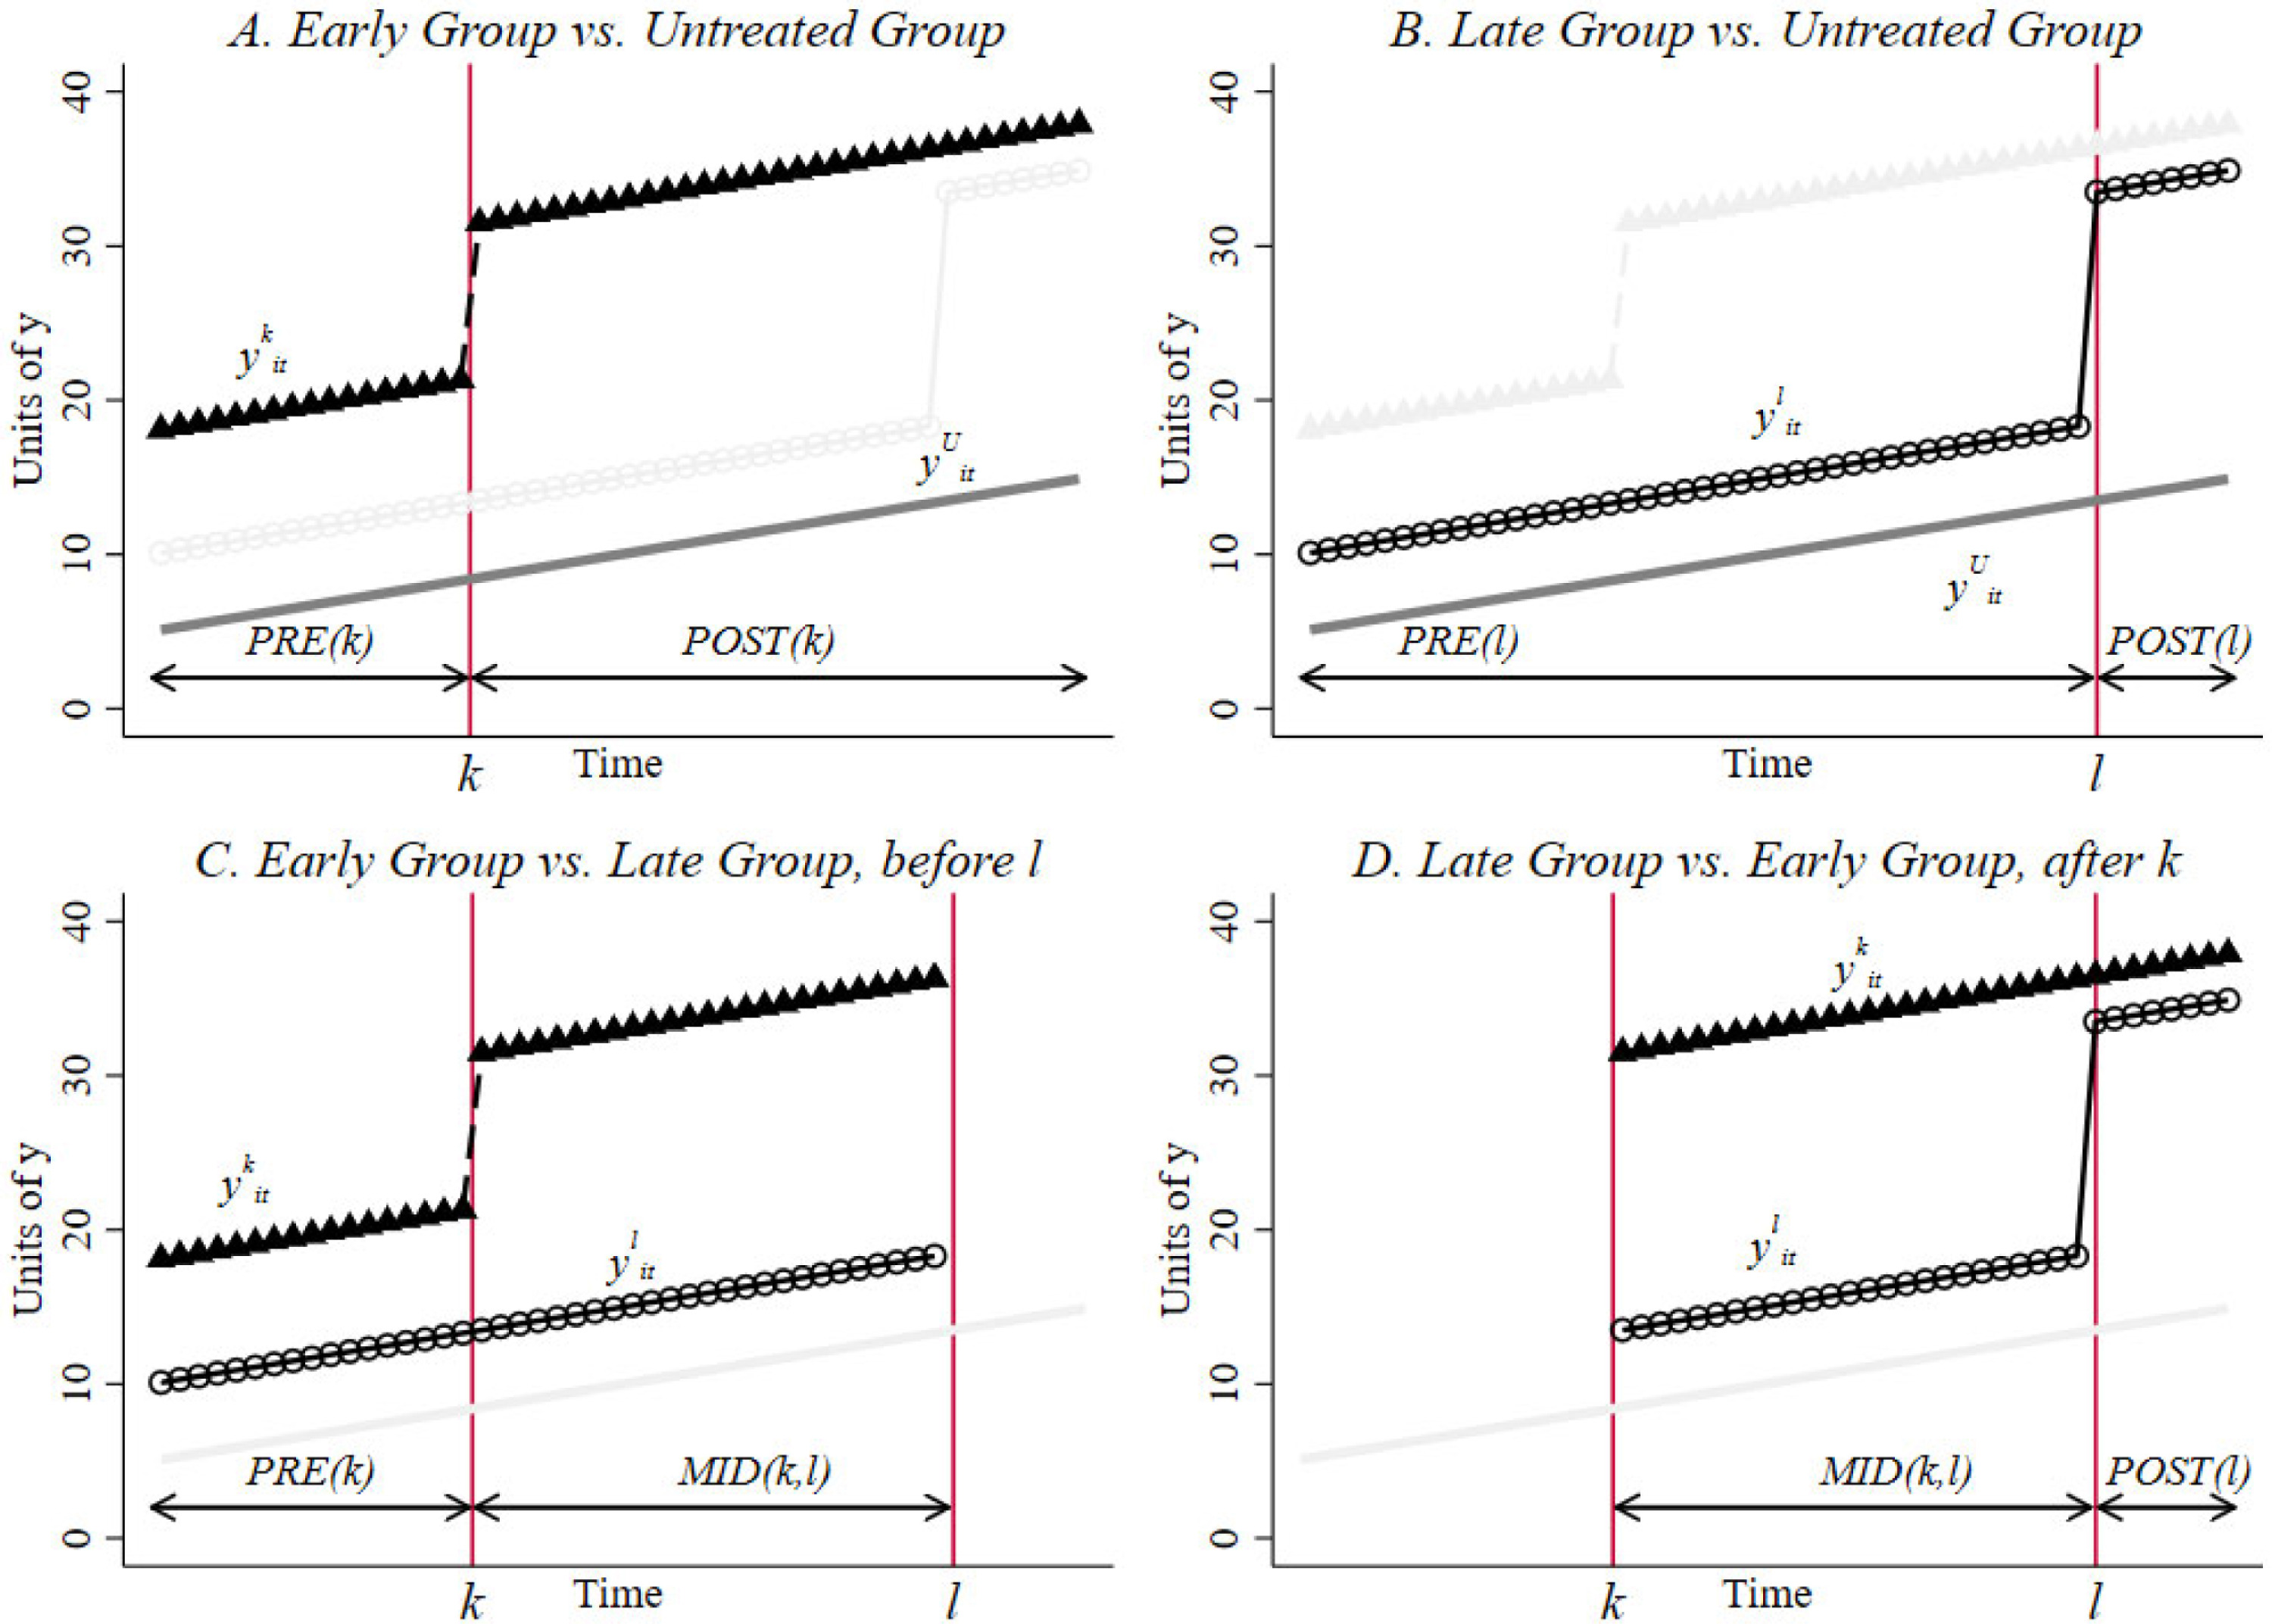 A. Early Group vs. Untreated Group
Units of y
40
30
20
10
0
y^k_it
y^U_it
PRE(k)
POST(k)
k
Time
B. Late Group vs. Untreated Group
Units of y
40
30
20
10
0
y^l_it
y^U_it
PRE(l)
POST(l)
Time
l
C. Early Group vs. Late Group, before l
Units of y
40
30
20
10
0
y^k_it
y^l_it
PRE(k)
MID(k,l)
k
Time
l
D. Late Group vs. Early Group, after k
Units of y
40
30
20
10
0
y^k_it
y^l_it
MID(k,l)
POST(l)
k
Time
l